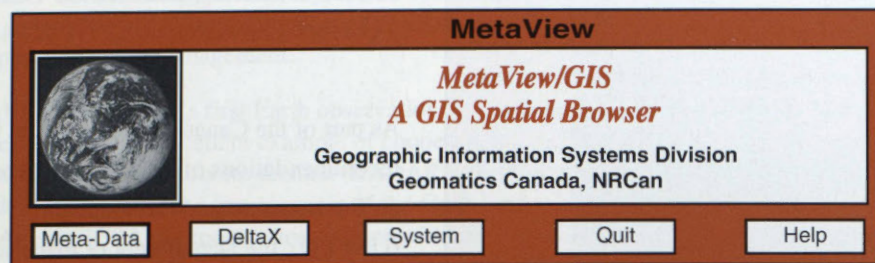 MetaView
MetaView/GIS
A GIS Spatial Browser
Geographic Information Systems Division
Geomatics Canada, NRCan
Meta-Data
DeltaX
System
Quit
Help